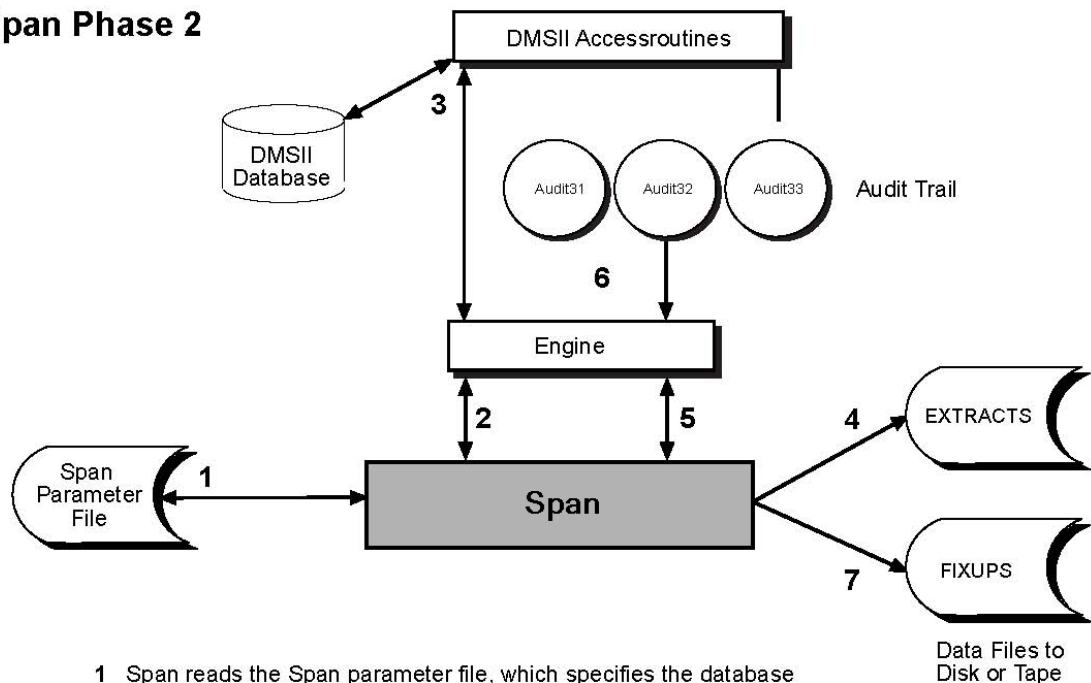 pan Phase 2
DMSII Accessroutines
3
DMSII
Database
Audit31
Audit32
Audit33
Audit Trail
6
Engine
2
5
4
EXTRACTS
Span
Parameter
File
1
Span
FIXUPS
7
Data Files to
Disk or Tape
1 Span reads the Span parameter file, which specifies the database